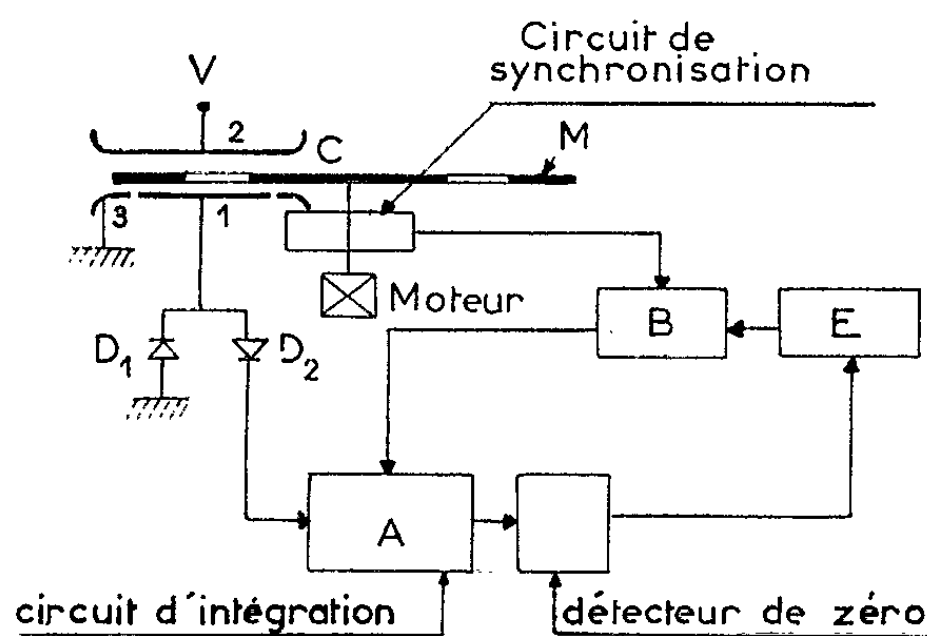 Circuit de
synchronisation
V
2
C
M
3
1
Moteur
B
E
D1
D2
A
circuit d'intégration
détecteur de zéro